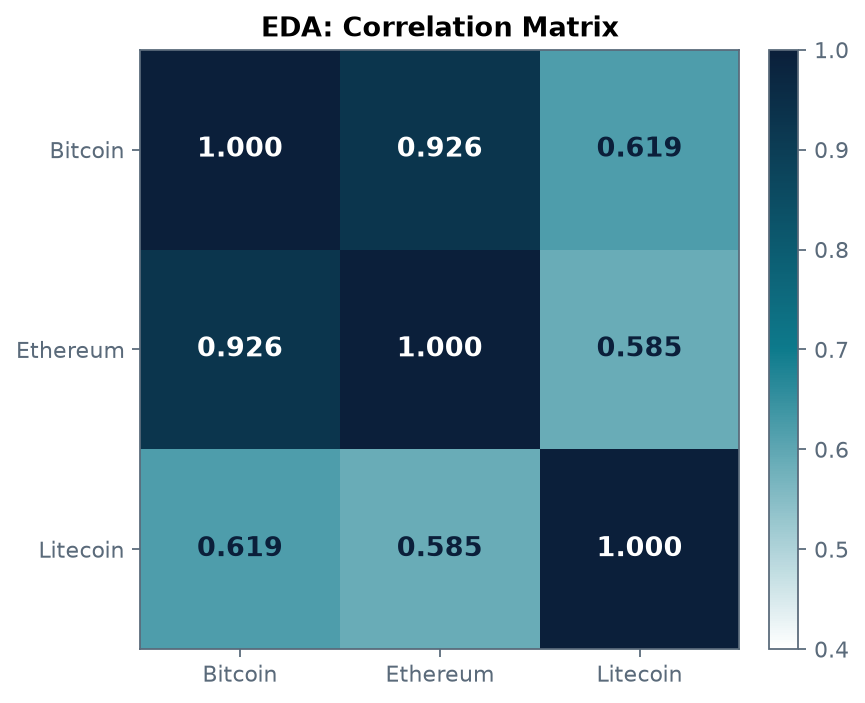 EDA: Correlation Matrix
1.0
Bitcoin 1.000 0.926 0.619
0.9
0.8
Ethereum 0.926 1.000 0.585
0.7
0.6
Litecoin 0.619 0.585 1.000
0.5
0.4
Bitcoin Ethereum Litecoin